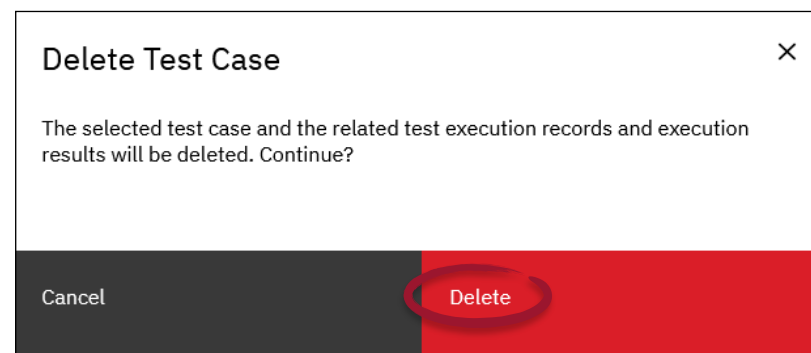 Delete Test Case
The selected test case and the related test execution records and execution
results will be deleted. Continue?
Cancel
Delete